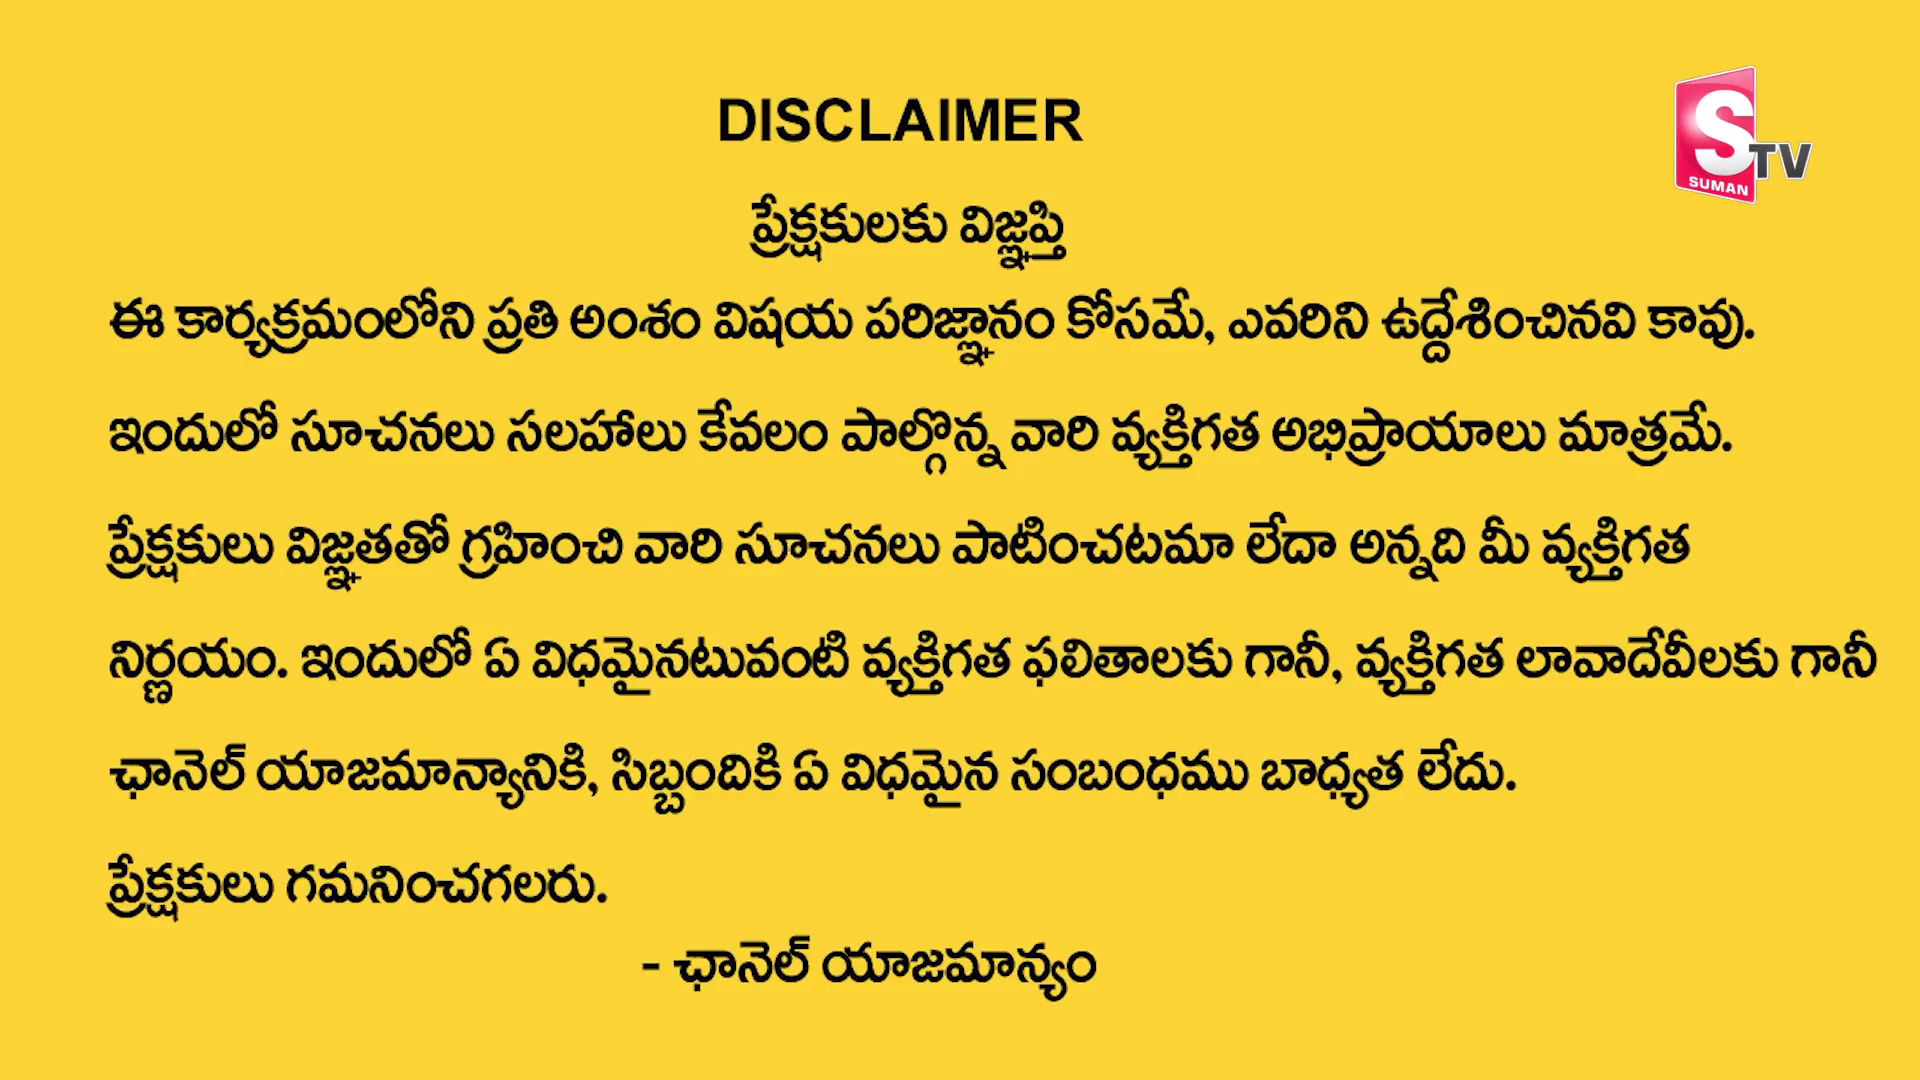 DISCLAIMER
S TV
SUMAN
ప్రేక్షకులకు విజ్ఞప్తి
ఈ కార్యక్రమంలోని ప్రతి అంశం విషయ పరిజ్ఞానం కోసమే, ఎవరిని ఉద్దేశించినవి కావు.
ఇందులో సూచనలు సలహాలు కేవలం పాల్గొన్న వారి వ్యక్తిగత అభిప్రాయాలు మాత్రమే.
ప్రేక్షకులు విజ్ఞతతో గ్రహించి వారి సూచనలు పాటించటమా లేదా అన్నది మీ వ్యక్తిగత
నిర్ణయం. ఇందులో ఏ విధమైనటువంటి వ్యక్తిగత ఫలితాలకు గానీ, వ్యక్తిగత లావాదేవీలకు గానీ
ఛానెల్ యాజమాన్యానికి, సిబ్బందికి ఏ విధమైన సంబంధము బాధ్యత లేదు.
ప్రేక్షకులు గమనించగలరు.
- ఛానెల్ యాజమాన్యం